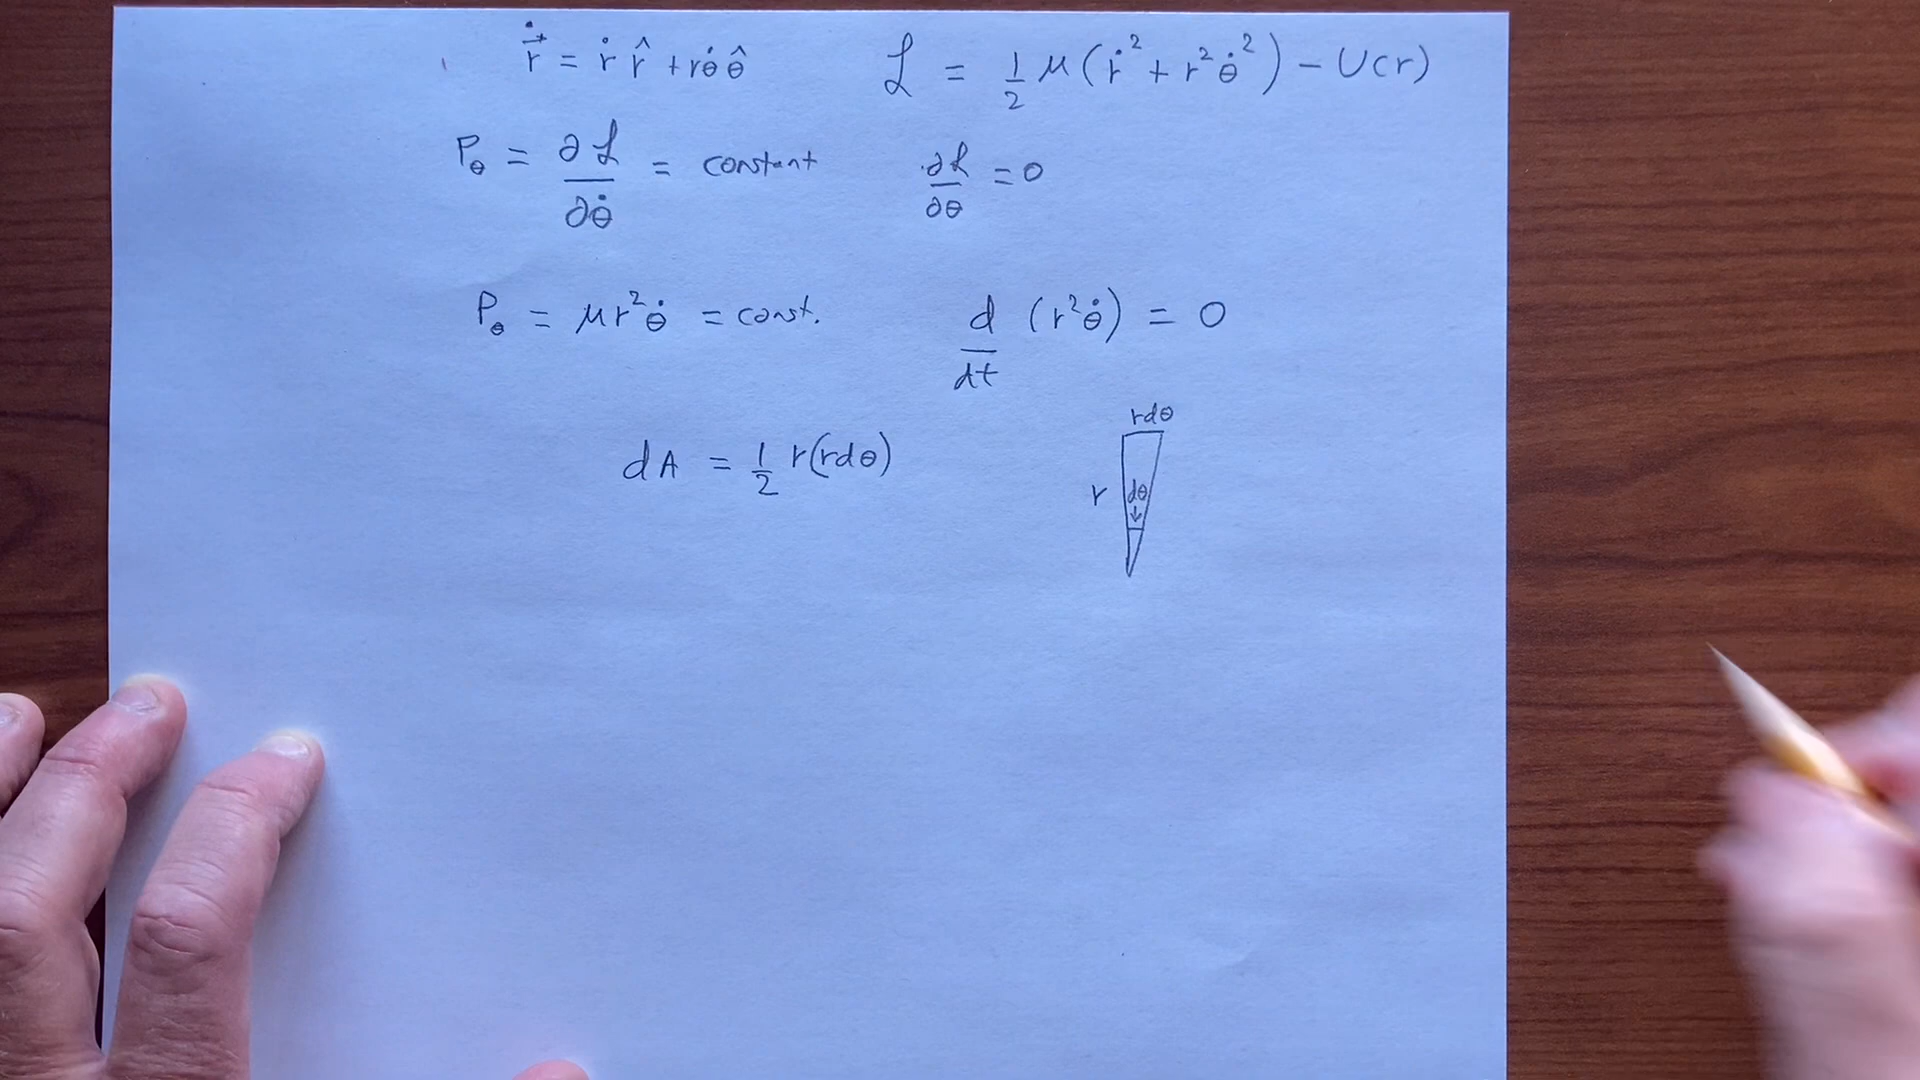 ṙ⃗ = ṙ r̂ + rθ̇ θ̂    ℒ = 1/2 μ(ṙ² + r²θ̇²) − U(r)
P_θ = ∂ℒ/∂θ̇ = constant    ∂ℒ/∂θ = 0
P_θ = μr²θ̇ = const.    d/dt (r²θ̇) = 0
rdθ
dA = 1/2 r(rdθ)
r dθ